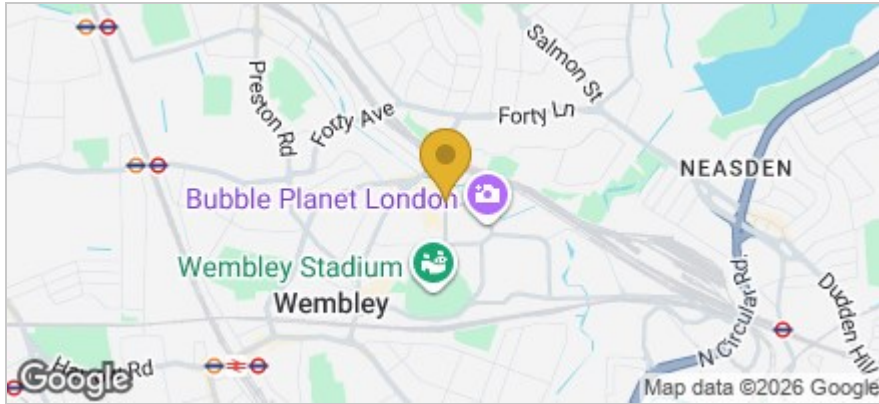 Salmon St
Preston Rd
Forty Ave
Forty Ln
NEASDEN
Bubble Planet London
Wembley Stadium
Wembley
N Circular Rd
Dudden Hill
Rd
Google
Map data ©2026 Google